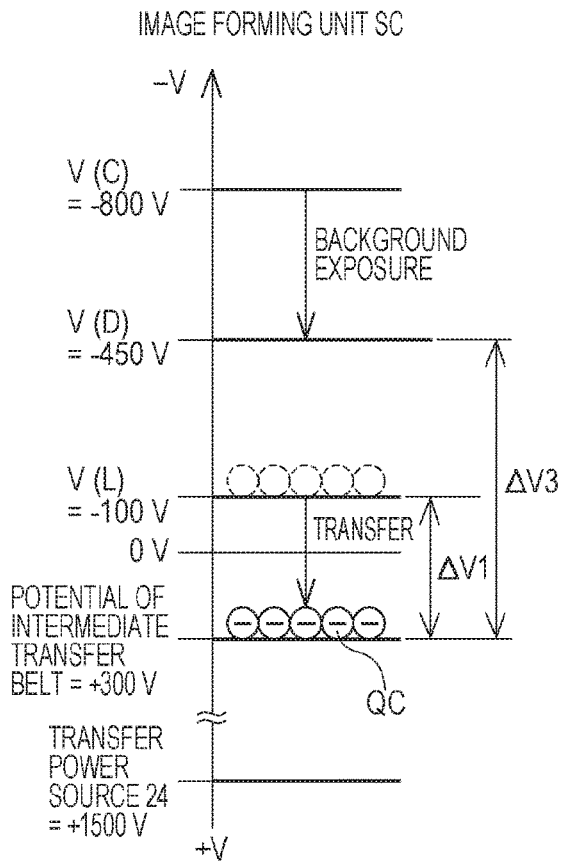 IMAGE FORMING UNIT SC
−V
V (C)
= -800 V
BACKGROUND
EXPOSURE
V (D)
= -450 V
V (L)
= -100 V
ΔV3
TRANSFER
0 V
ΔV1
POTENTIAL OF
INTERMEDIATE
TRANSFER
BELT = +300 V
QC
TRANSFER
POWER
SOURCE 24
= +1500 V
+V